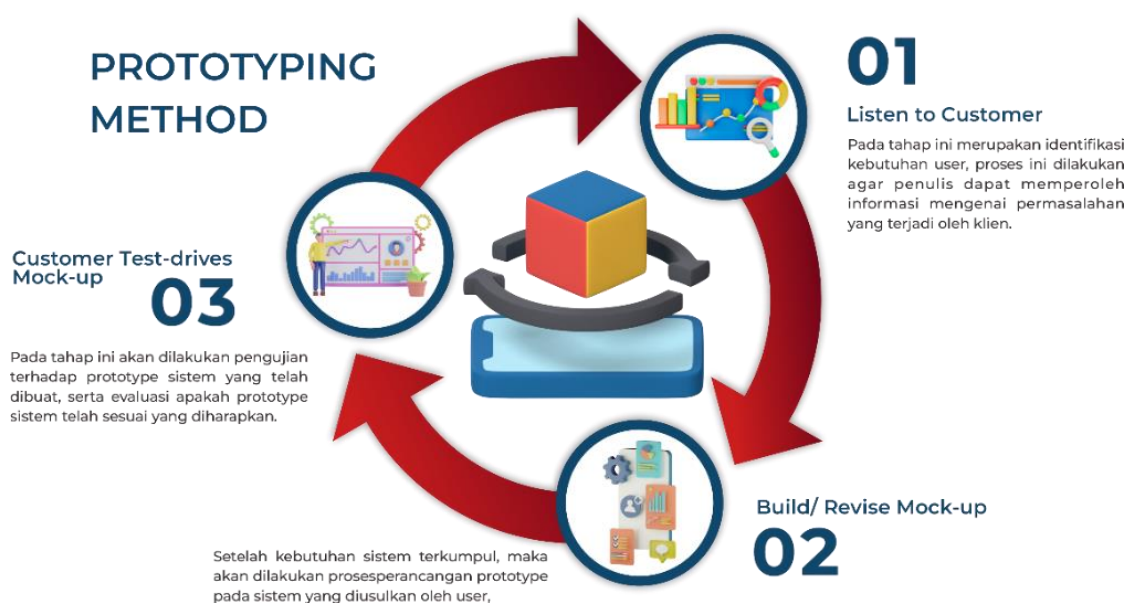 PROTOTYPING
METHOD
01
Listen to Customer
Pada tahap ini merupakan identifikasi
kebutuhan user, proses ini dilakukan
agar penulis dapat memperoleh
informasi mengenai permasalahan
yang terjadi oleh klien.
Build/ Revise Mock-up
02
Setelah kebutuhan sistem terkumpul, maka
akan dilakukan prosesperancangan prototype
pada sistem yang diusulkan oleh user,
Customer Test-drives
Mock-up
03
Pada tahap ini akan dilakukan pengujian
terhadap prototype sistem yang telah
dibuat, serta evaluasi apakah prototype
sistem telah sesuai yang diharapkan.